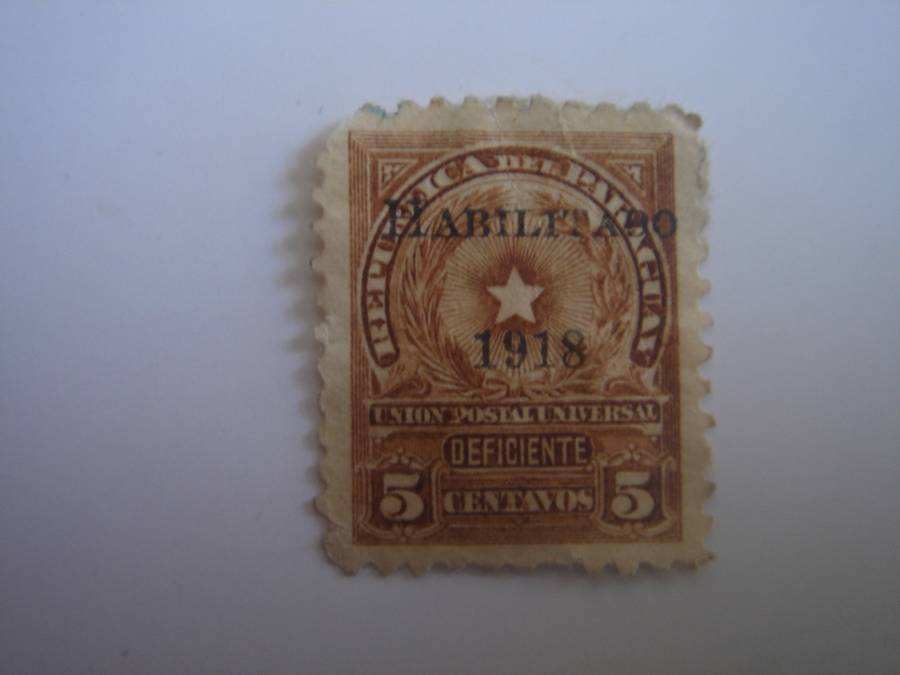 REPUBLICA DEL PARAGUAY
HABILITADO
1918
UNION POSTAL UNIVERSAL
DEFICIENTE
5 CENTAVOS 5